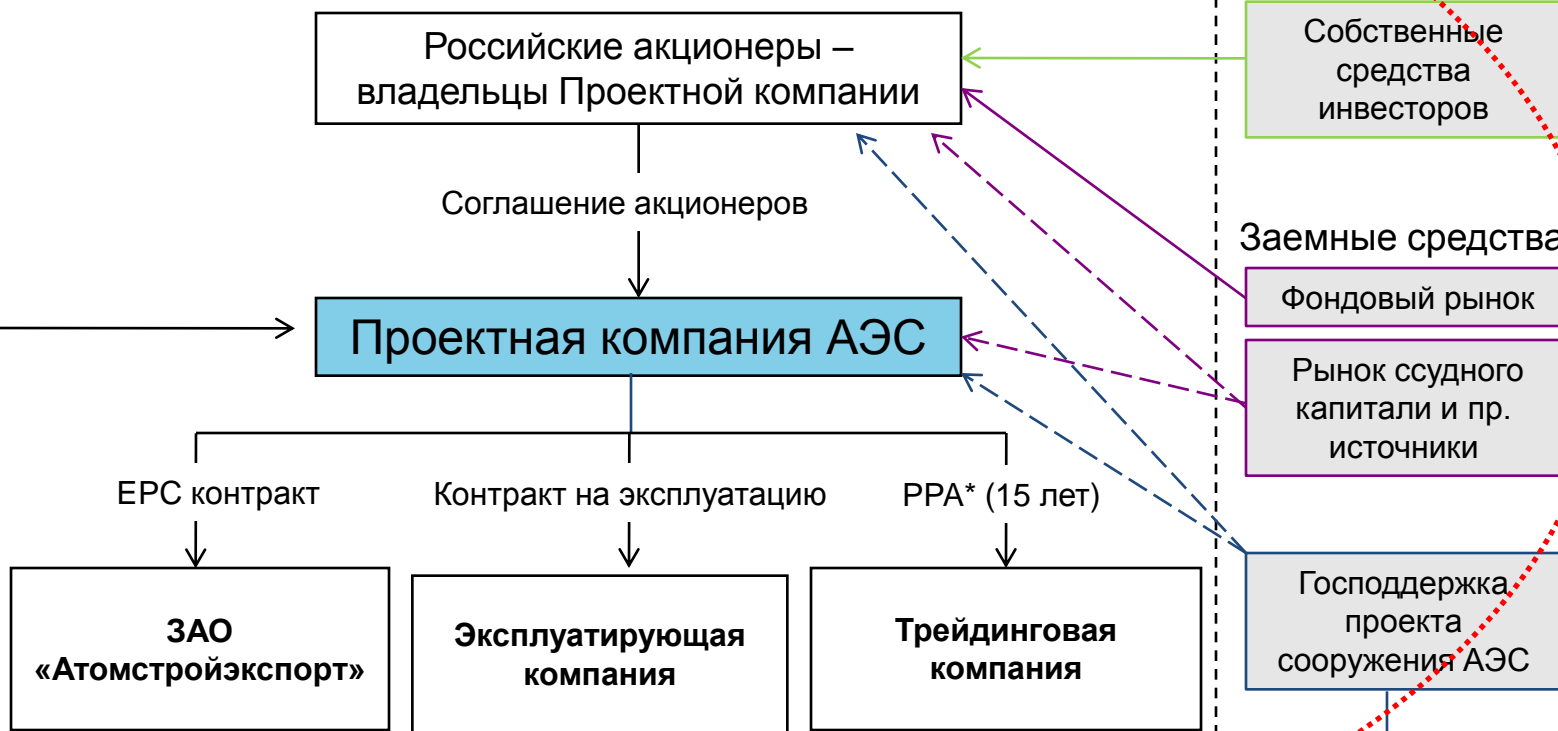 Российские акционеры –
владельцы Проектной компании
Собственные
средства
инвесторов
Соглашение акционеров
Заемные средства
Фондовый рынок
Проектная компания АЭС
Рынок ссудного
капитали и пр.
источники
EPC контракт
Контракт на эксплуатацию
PPA* (15 лет)
Господдержка
проекта
сооружения АЭС
ЗАО
«Атомстройэкспорт»
Эксплуатирующая
компания
Трейдинговая
компания